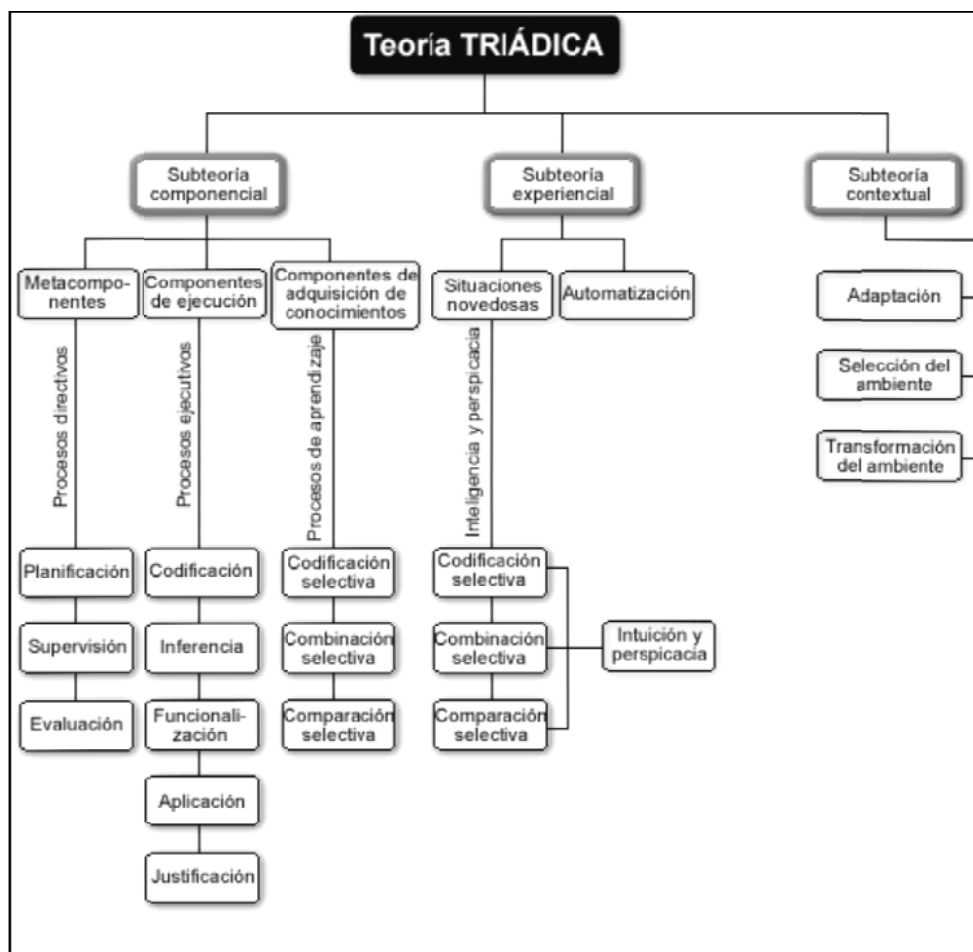 Teoría TRIÁDICA
Subteoría
componencial
Subteoría
experiencial
Subteoría
contextual
Metacompo-
nentes
Componentes
de ejecución
Componentes de
adquisición de
conocimientos
Situaciones
novedosas
Automatización
Adaptación
Selección del
ambiente
Transformación
del ambiente
Procesos directivos
Procesos ejecutivos
Procesos de aprendizaje
Inteligencia y perspicacia
Planificación
Codificación
Codificación
selectiva
Codificación
selectiva
Supervisión
Inferencia
Combinación
selectiva
Combinación
selectiva
Intuición y
perspicacia
Evaluación
Funcionali-
zación
Comparación
selectiva
Comparación
selectiva
Aplicación
Justificación